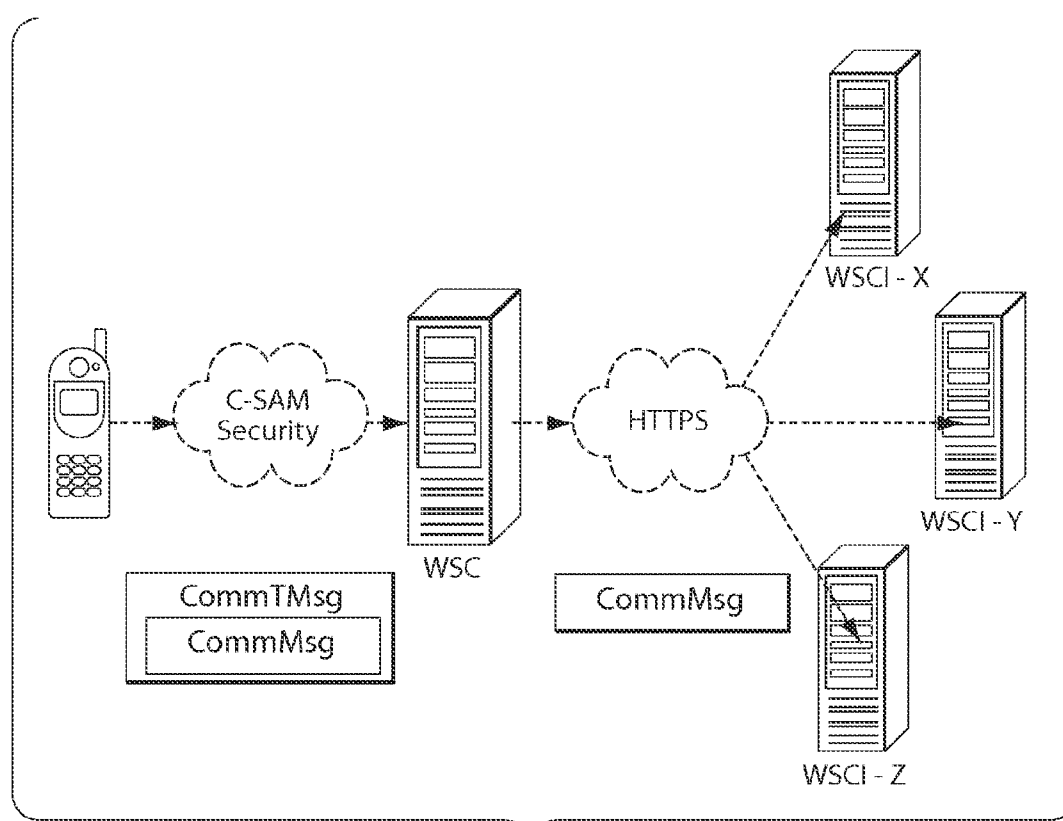 WSCI - X
C-SAM
Security
HTTPS
WSCI - Y
WSC
CommTMsg
CommMsg
CommMsg
WSCI - Z